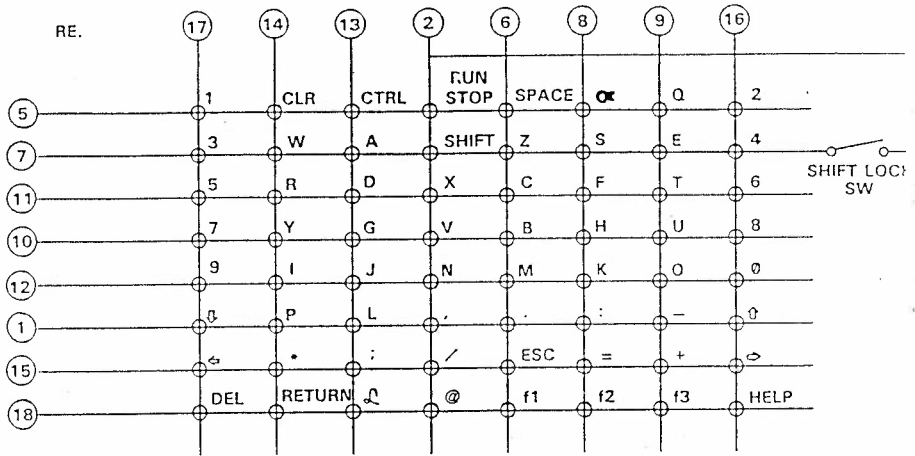 RE. 17 14 13 2 6 8 9 16
5 1 CLR CTRL RUN STOP SPACE Q 2
7 3 W A SHIFT Z S E 4
SHIFT LOCK SW
11 5 R D X C F T 6
10 7 Y G V B H U 8
12 9 I J N M K O 0
1 ⇩ P L , . : – ⇧
15 ⇦ * ; / ESC = + ⇨
18 DEL RETURN £ @ f1 f2 f3 HELP